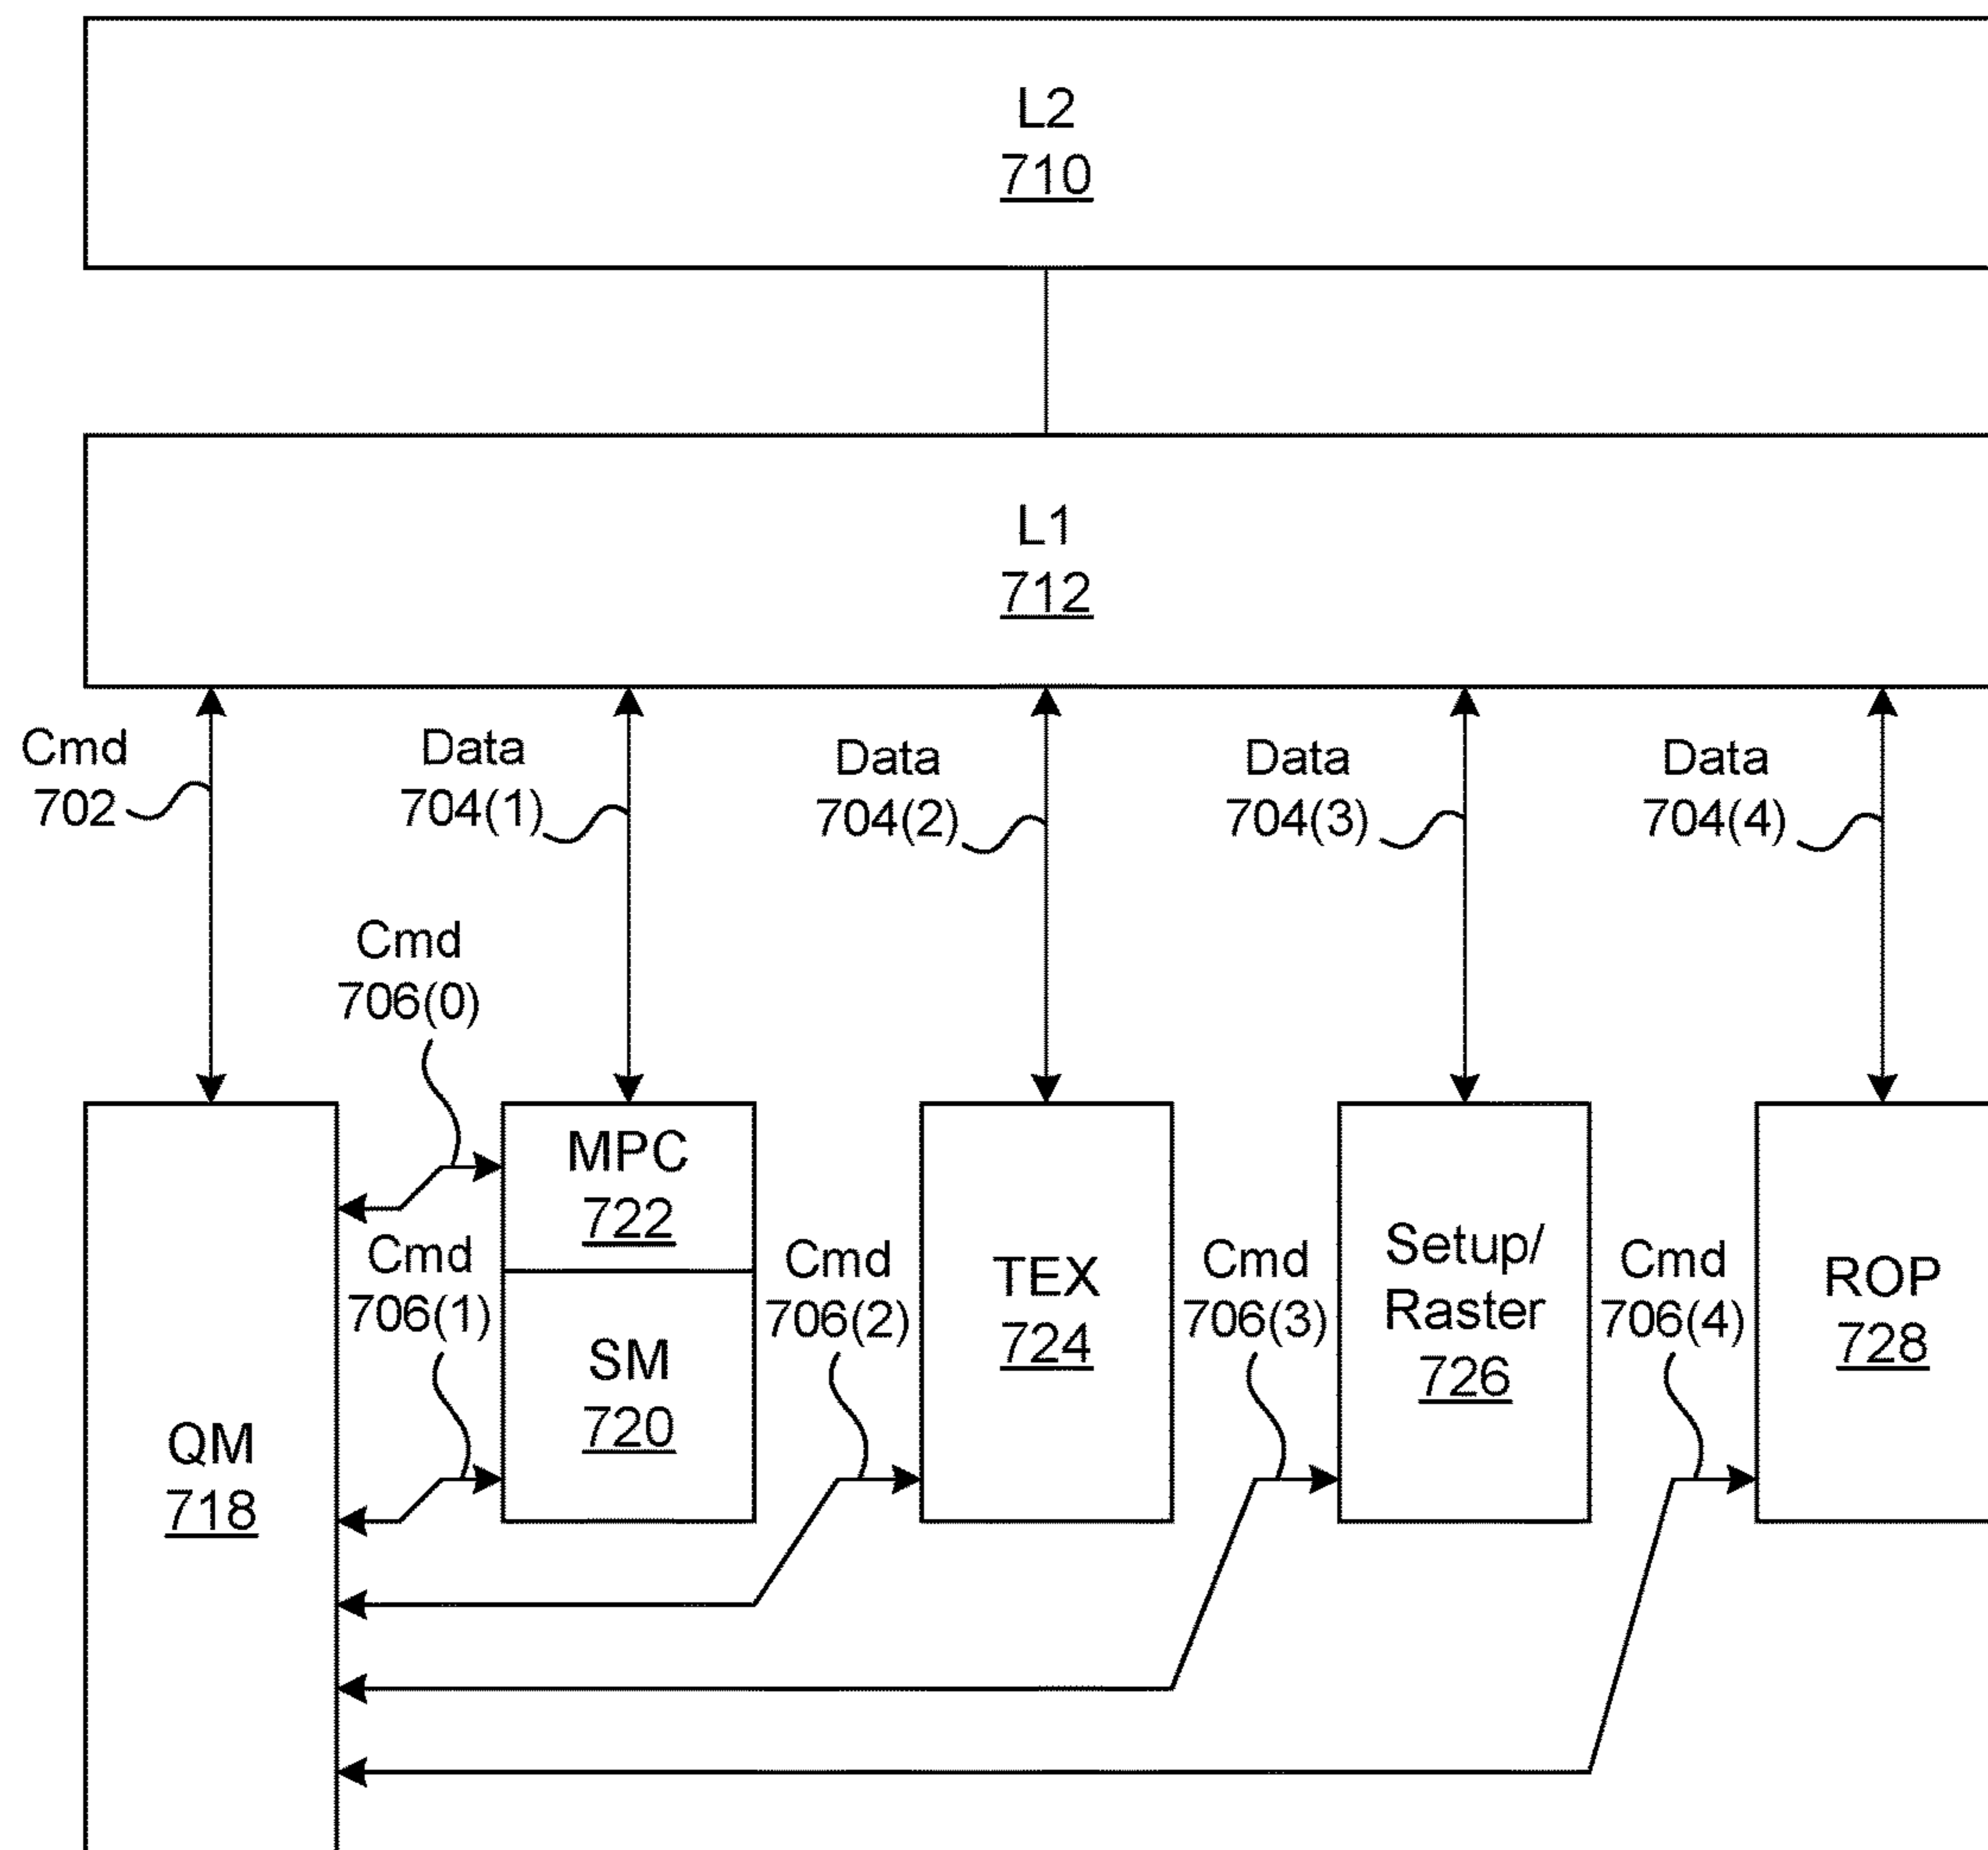 L2
710
L1
712
Cmd
702
Data
704(1)
Data
704(2)
Data
704(3)
Data
704(4)
Cmd
706(0)
MPC
722
Cmd
706(1)
SM
720
Cmd
706(2)
TEX
724
Cmd
706(3)
Setup/
Raster
726
Cmd
706(4)
ROP
728
QM
718